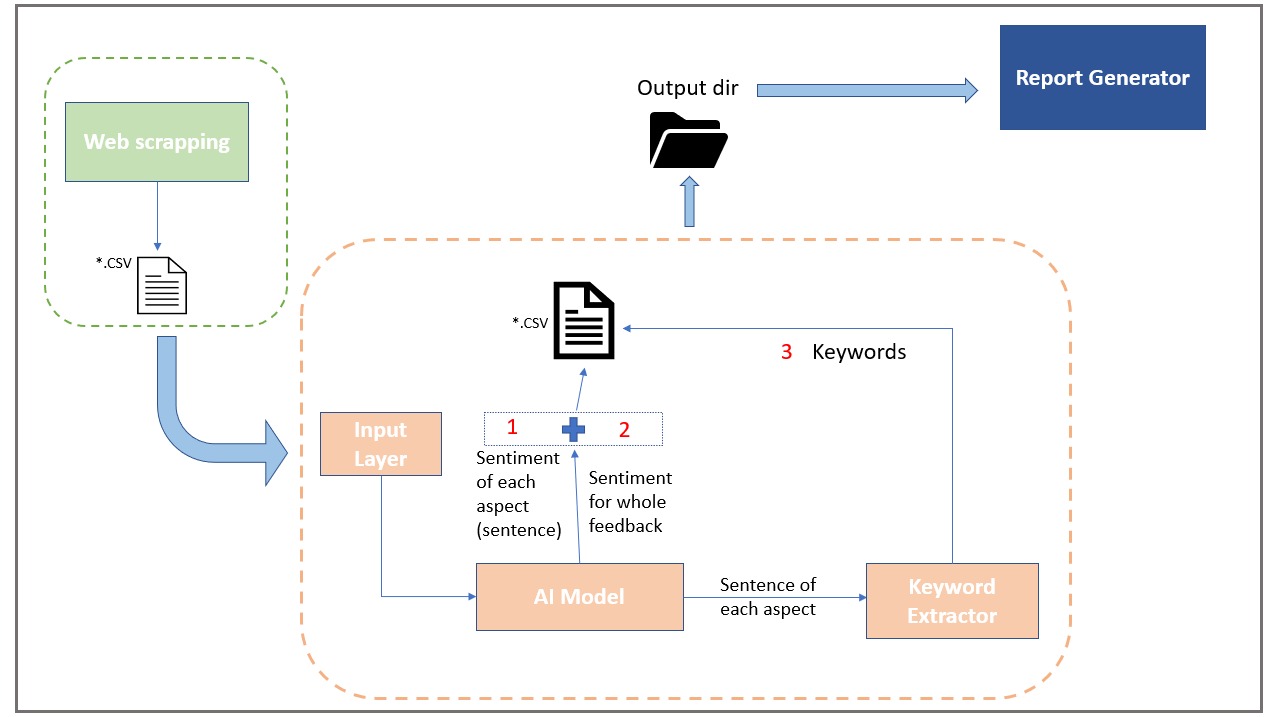 Output dir
Report Generator
Web scrapping
*.CSV
*.CSV
3 Keywords
Input
Layer
1
2
Sentiment
of each
aspect
(sentence)
Sentiment
for whole
feedback
AI Model
Sentence of
each aspect
Keyword
Extractor